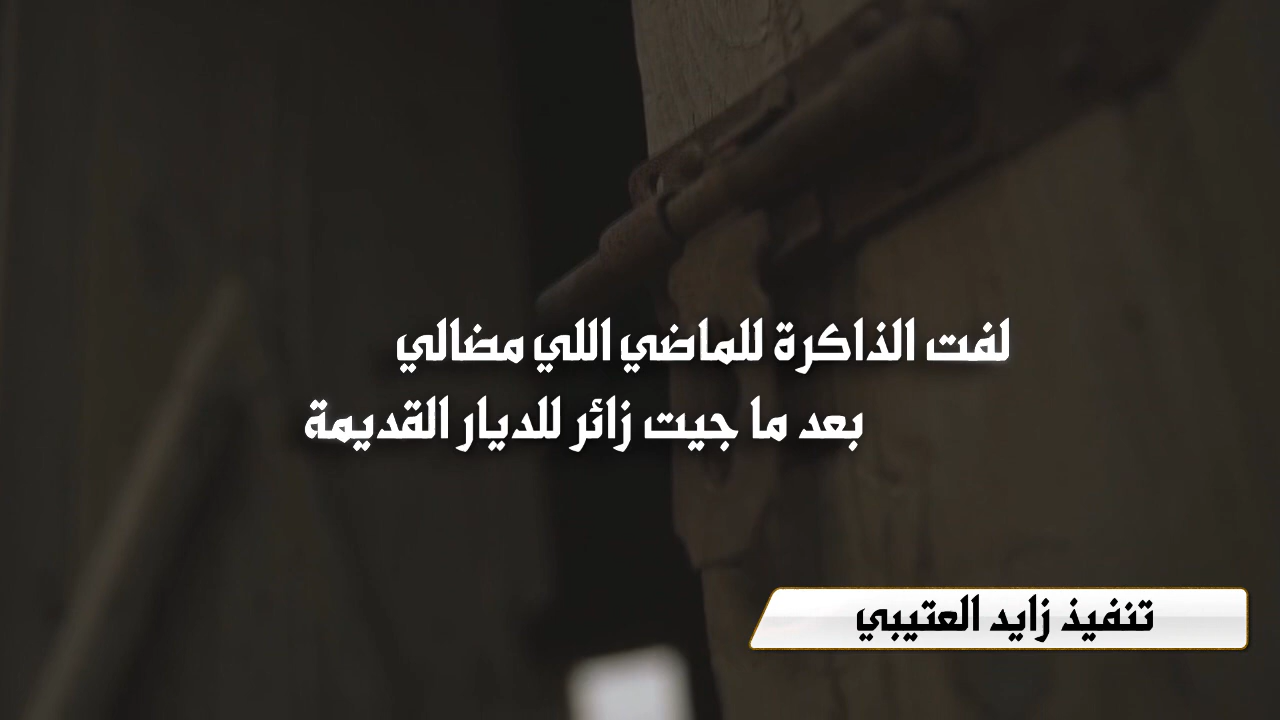 لفت الذاكرة للماضي اللي مضالي
بعد ما جيت زائر للديار القديمة
تنفيذ زايد العتيبي